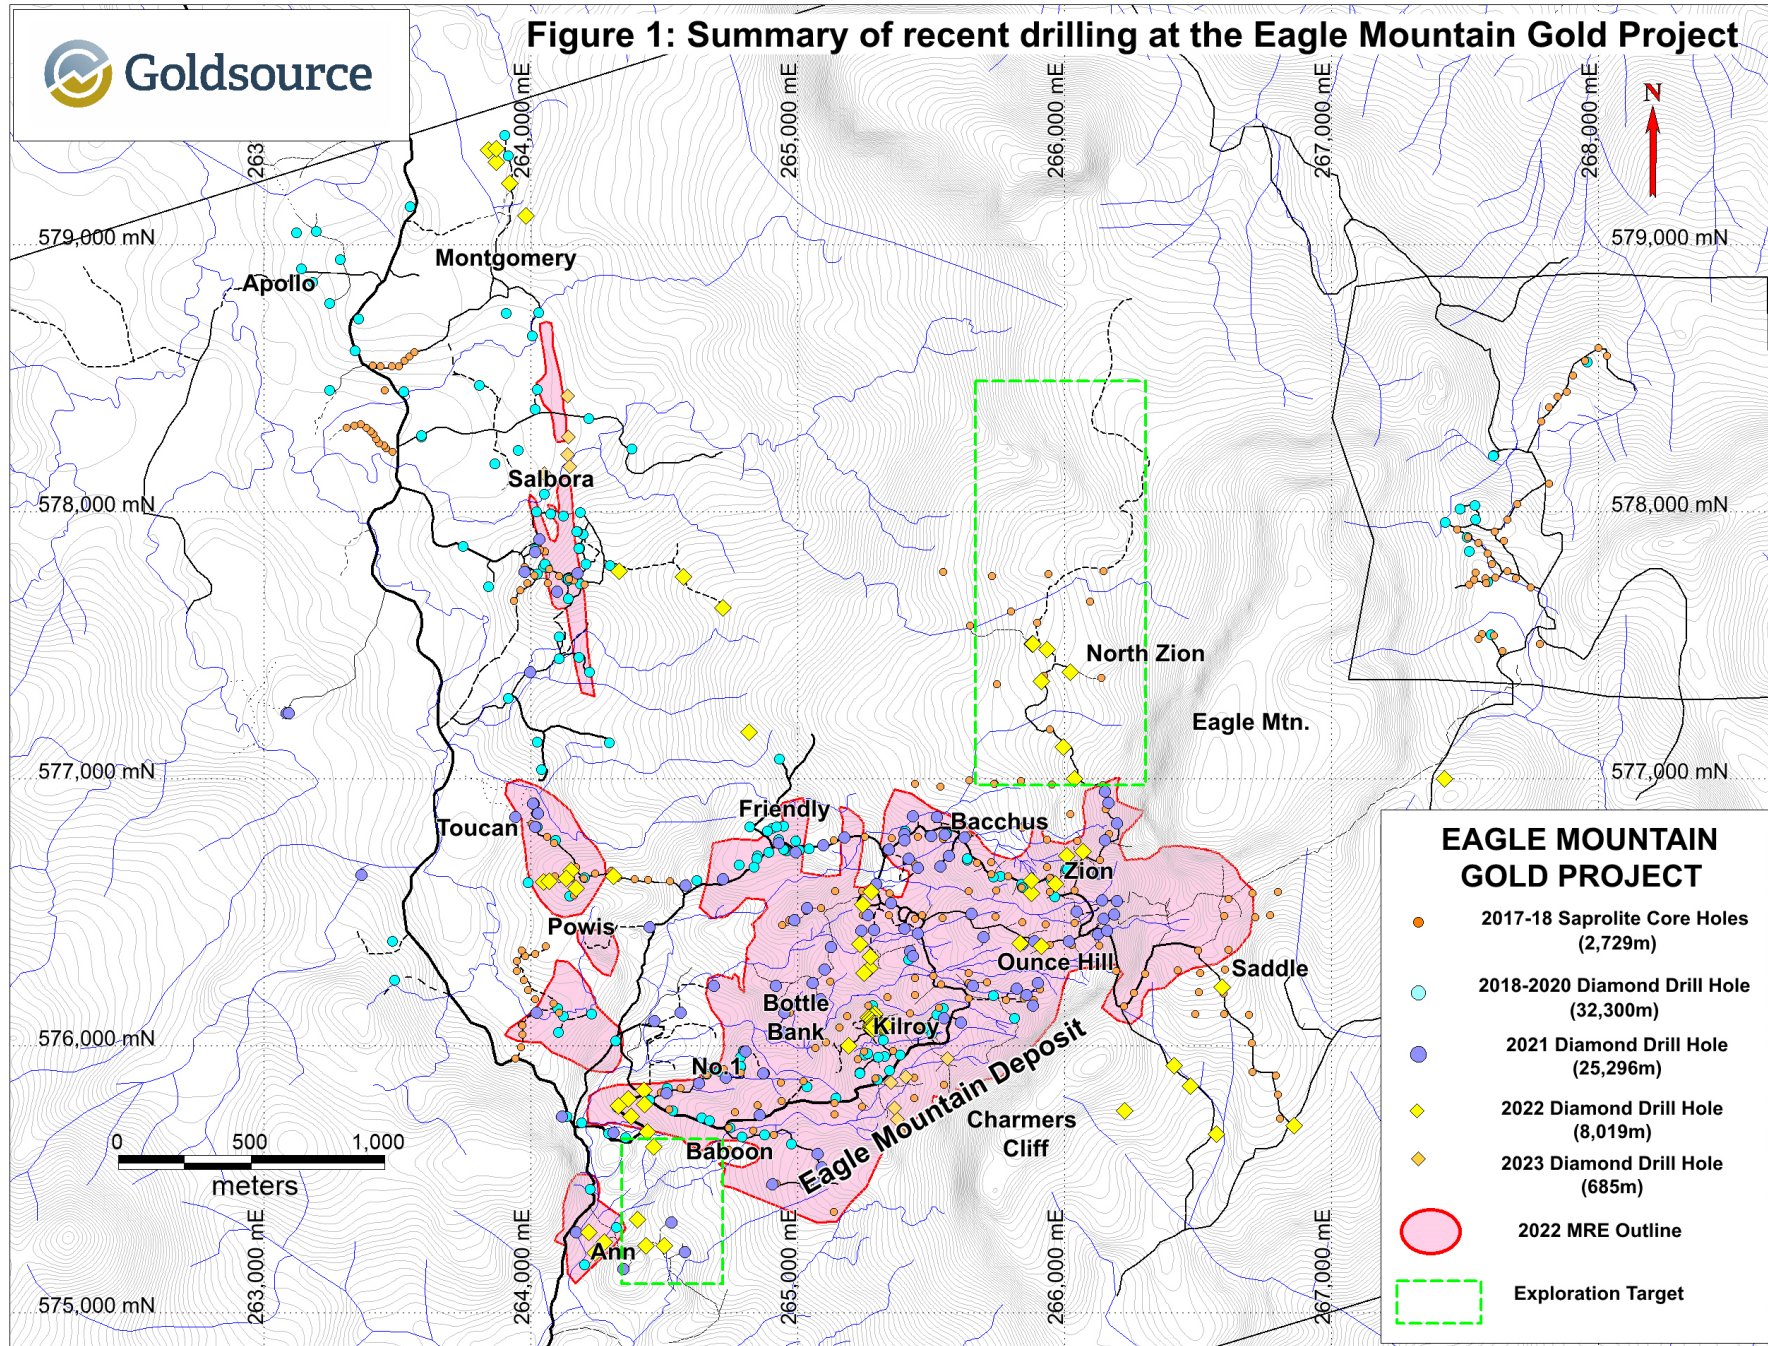 Figure 1: Summary of recent drilling at the Eagle Mountain Gold Project
Goldsource
263
264,000 mE
265,000 mE
266,000 mE
267,000 mE
268,000 mE
N
579,000 mN
579,000 mN
Montgomery
Apollo
Salbora
578,000 mN
578,000 mN
North Zion
Eagle Mtn.
577,000 mN
577,000 mN
Friendly
Toucan
Bacchus
Zion
Powis
Ounce Hill
Saddle
Bottle
Bank
Kilroy
576,000 mN
No.1
Eagle Mountain Deposit
Charmers
Cliff
Baboon
0 500 1,000
meters
Ann
263,000 mE
264,000 mE
265,000 mE
266,000 mE
267,000 mE
575,000 mN
EAGLE MOUNTAIN
GOLD PROJECT
2017-18 Saprolite Core Holes
(2,729m)
2018-2020 Diamond Drill Hole
(32,300m)
2021 Diamond Drill Hole
(25,296m)
2022 Diamond Drill Hole
(8,019m)
2023 Diamond Drill Hole
(685m)
2022 MRE Outline
Exploration Target